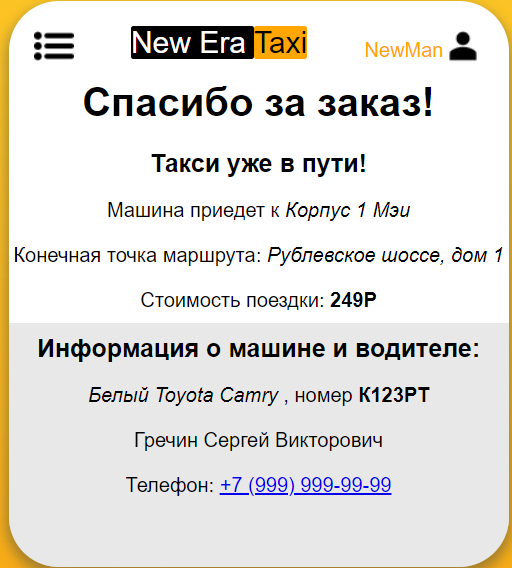 New Era Taxi
NewMan
Спасибо за заказ!
Такси уже в пути!
Машина приедет к Корпус 1 Мэи
Конечная точка маршрута: Рублевское шоссе, дом 1
Стоимость поездки: 249Р
Информация о машине и водителе:
Белый Toyota Camry , номер К123РТ
Гречин Сергей Викторович
Телефон: +7 (999) 999-99-99